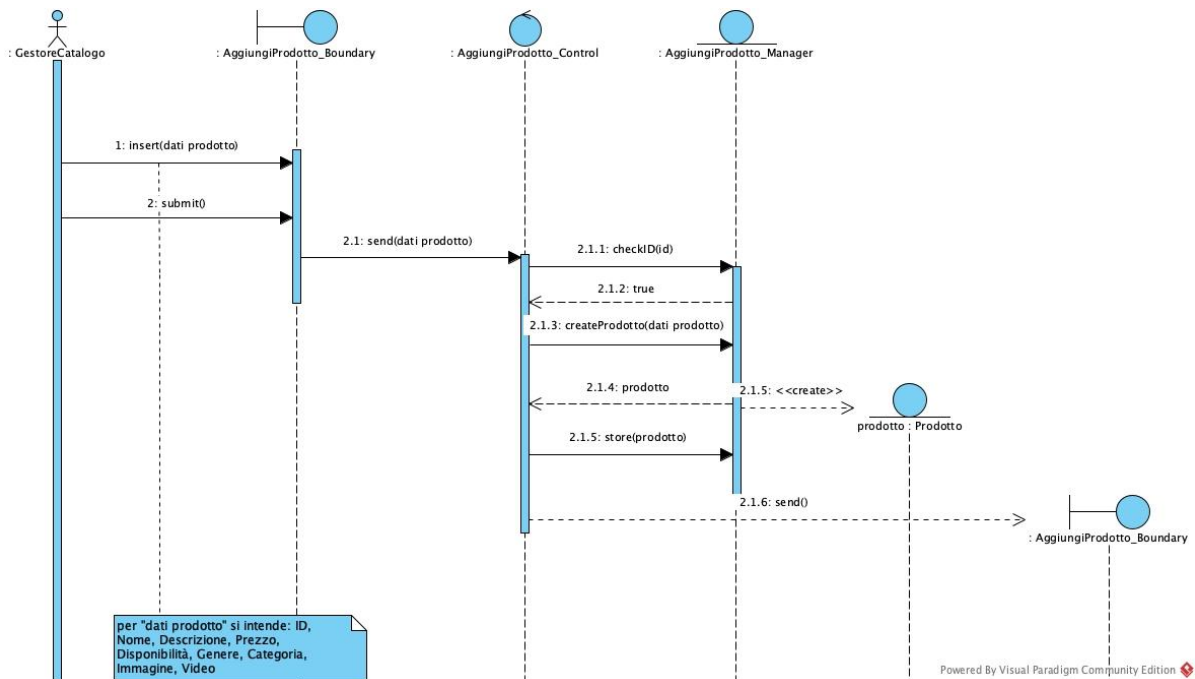 : GestoreCatalogo
: AggiungiProdotto_Boundary
: AggiungiProdotto_Control
: AggiungiProdotto_Manager
1: insert(dati prodotto)
2: submit()
2.1: send(dati prodotto)
2.1.1: checkID(id)
2.1.2: true
2.1.3: createProdotto(dati prodotto)
2.1.4: prodotto
2.1.5: <<create>>
prodotto : Prodotto
2.1.5: store(prodotto)
2.1.6: send()
: AggiungiProdotto_Boundary
per "dati prodotto" si intende: ID,
Nome, Descrizione, Prezzo,
Disponibilità, Genere, Categoria,
Immagine, Video
Powered By Visual Paradigm Community Edition